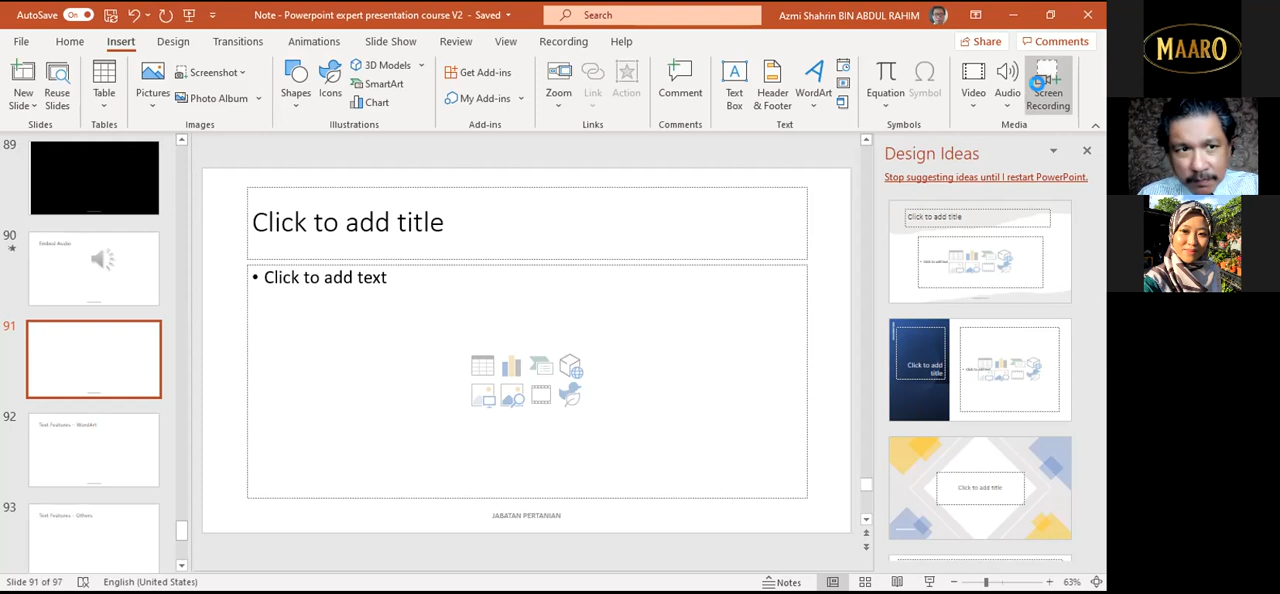 AutoSave On Note - Powerpoint expert presentation course V2 - Saved Search Azmi Shahrin BIN ABDUL RAHIM
File Home Insert Design Transitions Animations Slide Show Review View Recording Help Share Comments
New Slide
Reuse Slides
Table
Pictures
Screenshot
Photo Album
Shapes
Icons
3D Models
SmartArt
Chart
Get Add-ins
My Add-ins
Zoom
Link
Action
Comment
Text Box
Header & Footer
WordArt
Equation
Symbol
Video
Audio
Screen Recording
Slides Tables Images Illustrations Add-ins Links Comments Text Symbols Media
89
90
Embed Audio
91
92
Text Features - WordArt
93
Text Features - Others
Click to add title
• Click to add text
JABATAN PERTANIAN
Design Ideas
Stop suggesting ideas until I restart PowerPoint.
Click to add title
Click to add title
Click to add title
Slide 91 of 97 English (United States) Notes 63%
MAARO